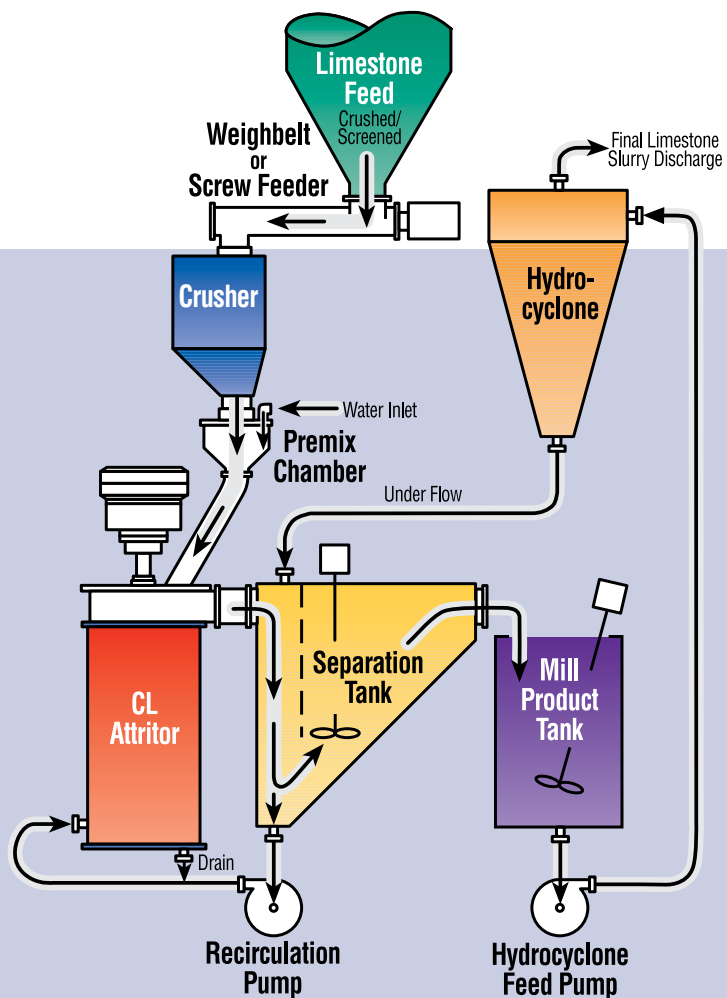 Limestone
Feed
Crushed/
Screened
Weighbelt
or
Screw Feeder
Final Limestone
Slurry Discharge
Crusher
Hydro-
cyclone
Water Inlet
Premix
Chamber
Under Flow
Separation
Tank
CL
Attritor
Mill
Product
Tank
Drain
Recirculation
Pump
Hydrocyclone
Feed Pump